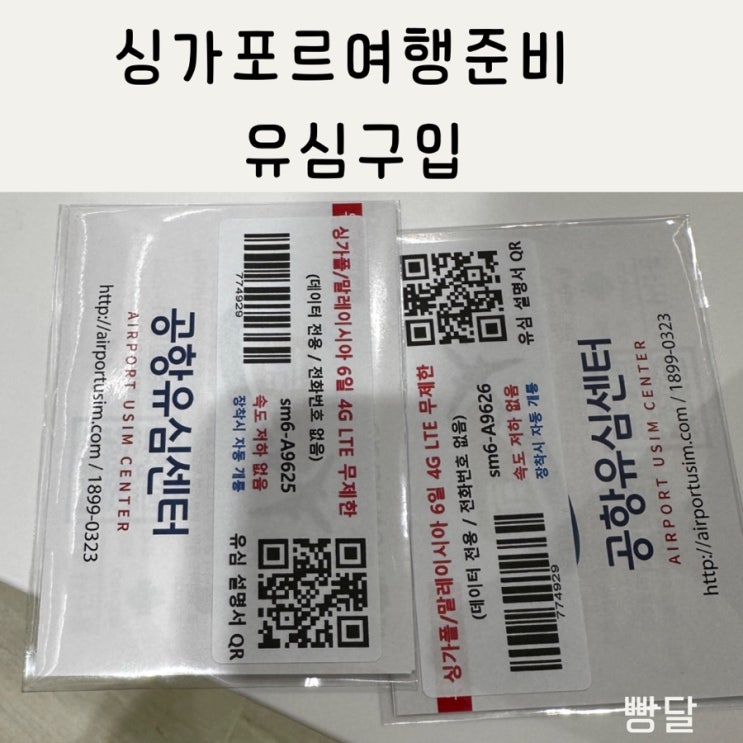 싱가포르여행준비
유심구입
공항유심센터
AIRPORT USIM CENTER
http://airportusim.com / 1899-0323
싱가폴/말레이시아 6일 4G LTE 무제한
(데이터 전용 / 전화번호 없음)
sm6-A9625
속도 저하 없음
장착시 자동 개통
774929
유심 설명서 QR
싱가폴/말레이시아 6일 4G LTE 무제한
(데이터 전용 / 전화번호 없음)
sm6-A9626
속도 저하 없음
장착시 자동 개통
774929
유심 설명서 QR
공항유심센터
AIRPORT USIM CENTER
http://airportusim.com / 1899-0323
빵달